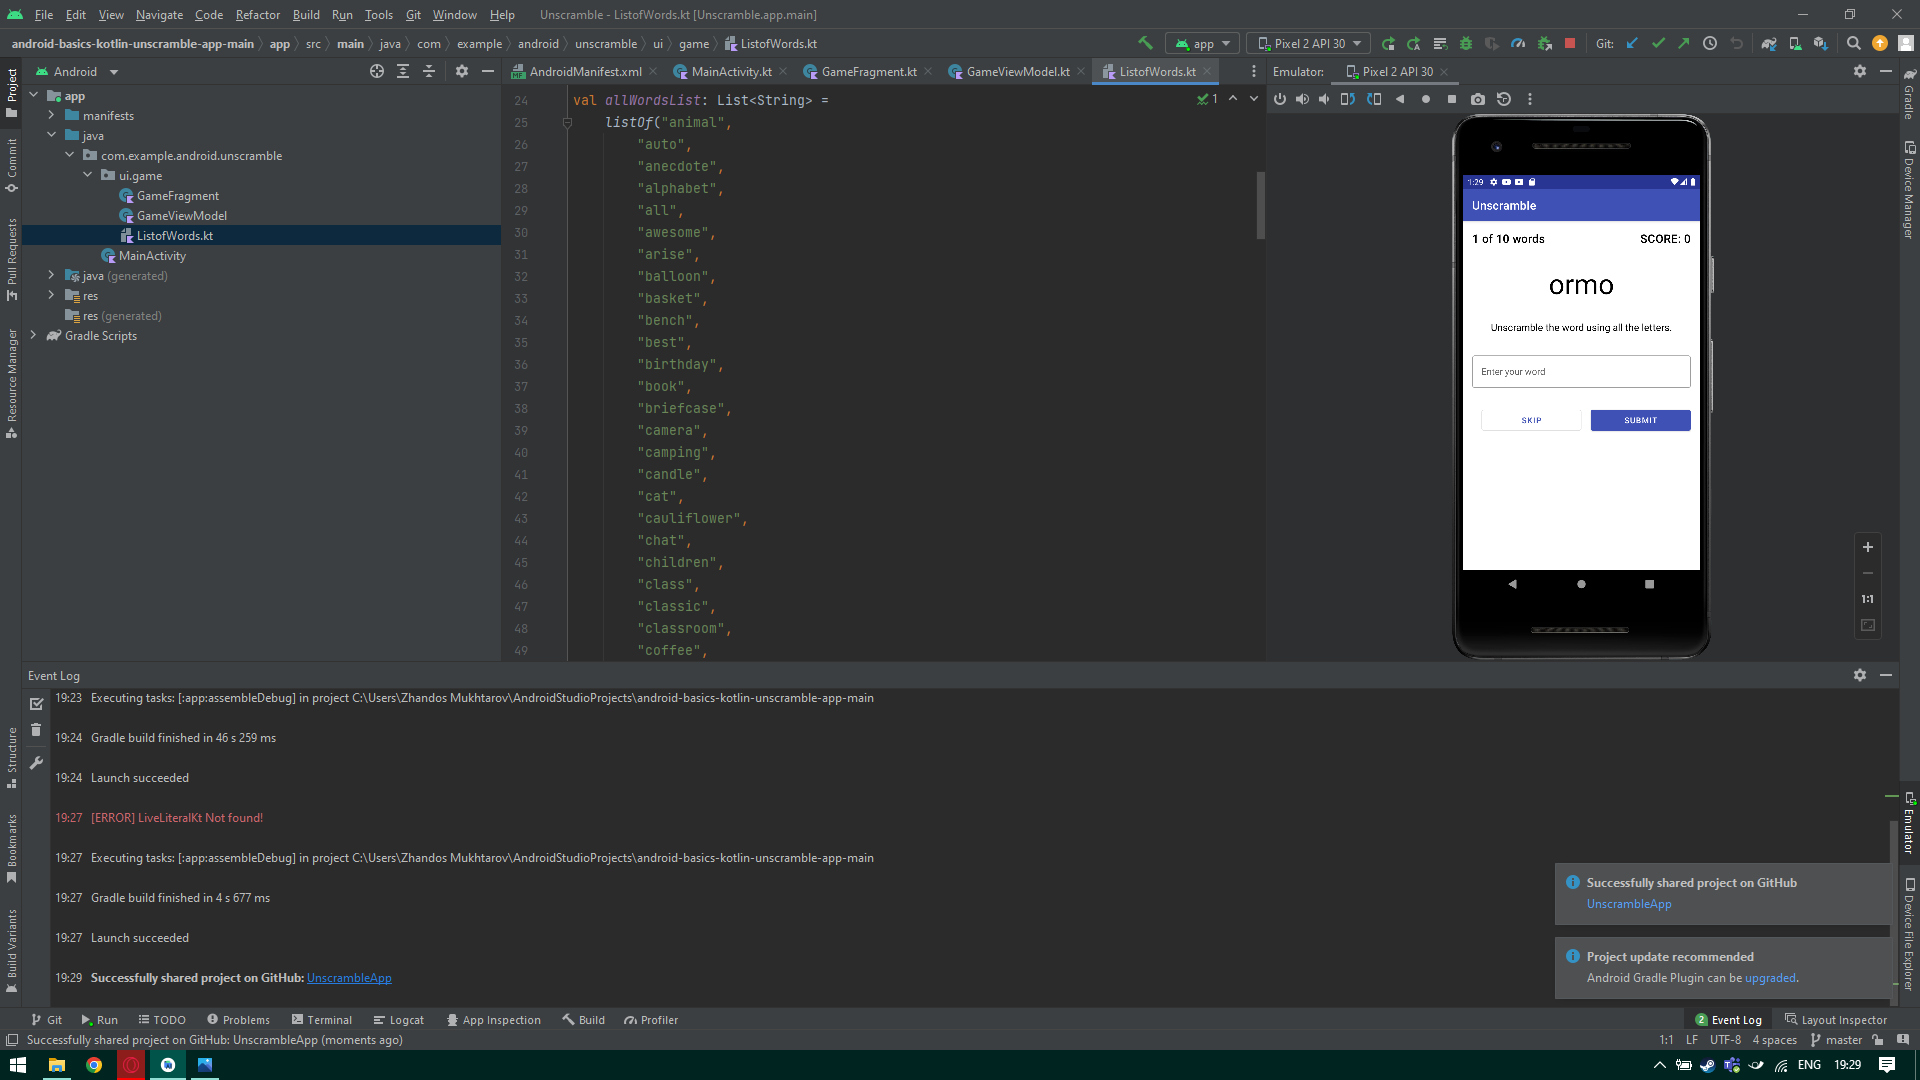 File Edit View Navigate Code Refactor Build Run Tools Git Window Help Unscramble - ListofWords.kt [Unscramble.app.main]
android-basics-kotlin-unscramble-app-main app src main java com example android unscramble ui game ListofWords.kt app Pixel 2 API 30 Git:
Project
Android
AndroidManifest.xml MainActivity.kt GameFragment.kt GameViewModel.kt ListofWords.kt
Emulator: Pixel 2 API 30
app
manifests
java
com.example.android.unscramble
ui.game
GameFragment
GameViewModel
ListofWords.kt
MainActivity
java (generated)
res
res (generated)
Gradle Scripts
Commit
Pull Requests
Resource Manager
1
24 val allWordsList: List<String> =
25 listOf("animal",
26 "auto",
27 "anecdote",
28 "alphabet",
29 "all",
30 "awesome",
31 "arise",
32 "balloon",
33 "basket",
34 "bench",
35 "best",
36 "birthday",
37 "book",
38 "briefcase",
39 "camera",
40 "camping",
41 "candle",
42 "cat",
43 "cauliflower",
44 "chat",
45 "children",
46 "class",
47 "classic",
48 "classroom",
49 "coffee",
1:29
Unscramble
1 of 10 words SCORE: 0
ormo
Unscramble the word using all the letters.
Enter your word
SKIP SUBMIT
1:1
Gradle
Device Manager
Event Log
19:23 Executing tasks: [:app:assembleDebug] in project C:\Users\Zhandos Mukhtarov\AndroidStudioProjects\android-basics-kotlin-unscramble-app-main
19:24 Gradle build finished in 46 s 259 ms
19:24 Launch succeeded
19:27 [ERROR] LiveLiteralKt Not found!
19:27 Executing tasks: [:app:assembleDebug] in project C:\Users\Zhandos Mukhtarov\AndroidStudioProjects\android-basics-kotlin-unscramble-app-main
19:27 Gradle build finished in 4 s 677 ms
19:27 Launch succeeded
19:29 Successfully shared project on GitHub: UnscrambleApp
Structure
Bookmarks
Build Variants
Successfully shared project on GitHub
UnscrambleApp
Project update recommended
Android Gradle Plugin can be upgraded.
Emulator
Device File Explorer
Git Run TODO Problems Terminal Logcat App Inspection Build Profiler 2 Event Log Layout Inspector
Successfully shared project on GitHub: UnscrambleApp (moments ago) 1:1 LF UTF-8 4 spaces master
ENG 19:29